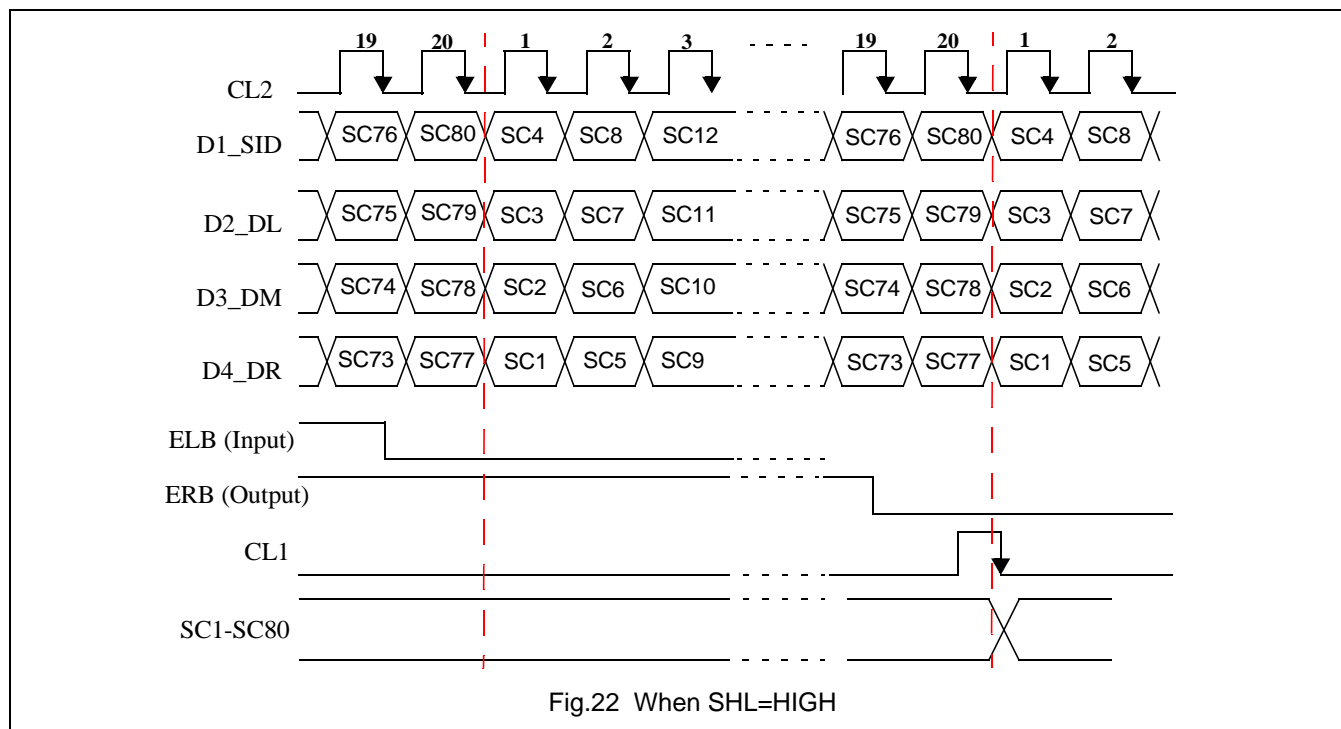 19 20 1 2 3 19 20 1 2
CL2
D1_SID SC76 SC80 SC4 SC8 SC12 SC76 SC80 SC4 SC8
D2_DL SC75 SC79 SC3 SC7 SC11 SC75 SC79 SC3 SC7
D3_DM SC74 SC78 SC2 SC6 SC10 SC74 SC78 SC2 SC6
D4_DR SC73 SC77 SC1 SC5 SC9 SC73 SC77 SC1 SC5
ELB (Input)
ERB (Output)
CL1
SC1-SC80
Fig.22 When SHL=HIGH